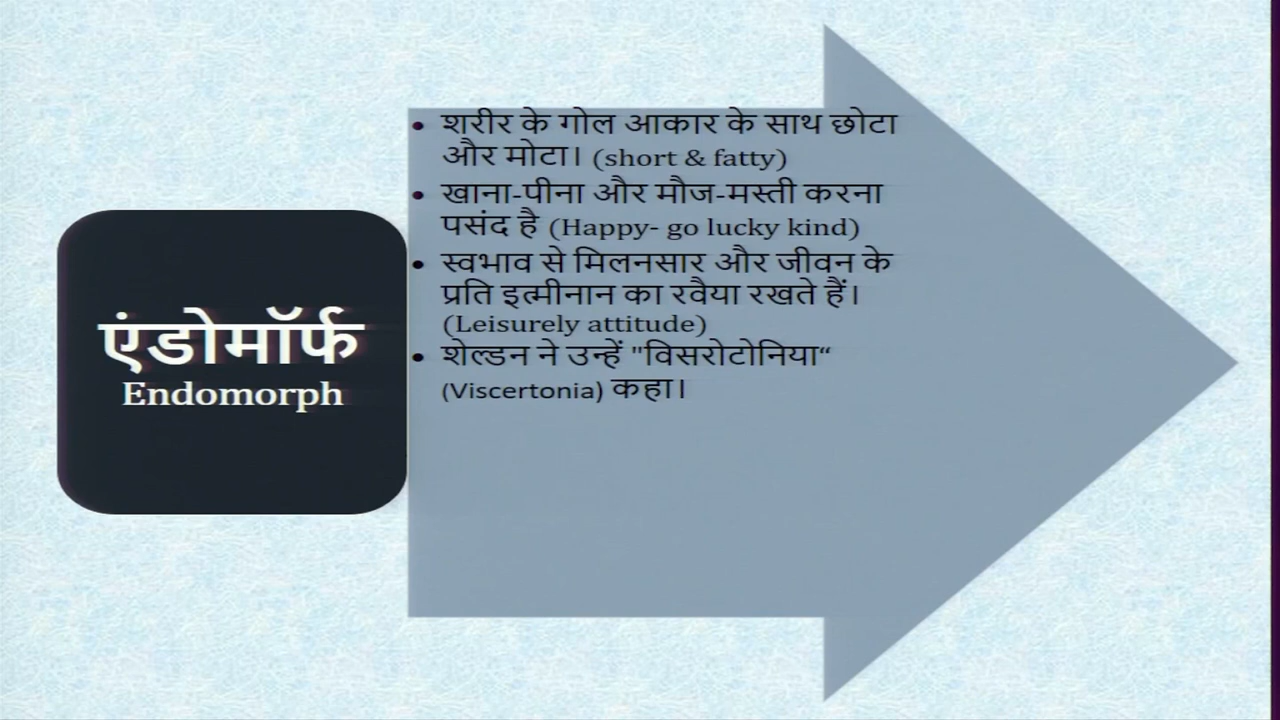 एंडोमॉर्फ
Endomorph
• शरीर के गोल आकार के साथ छोटा
और मोटा। (short & fatty)
• खाना-पीना और मौज-मस्ती करना
पसंद है (Happy- go lucky kind)
• स्वभाव से मिलनसार और जीवन के
प्रति इत्मीनान का रवैया रखते हैं।
(Leisurely attitude)
• शेल्डन ने उन्हें "विसरोटोनिया“
(Viscertonia) कहा।